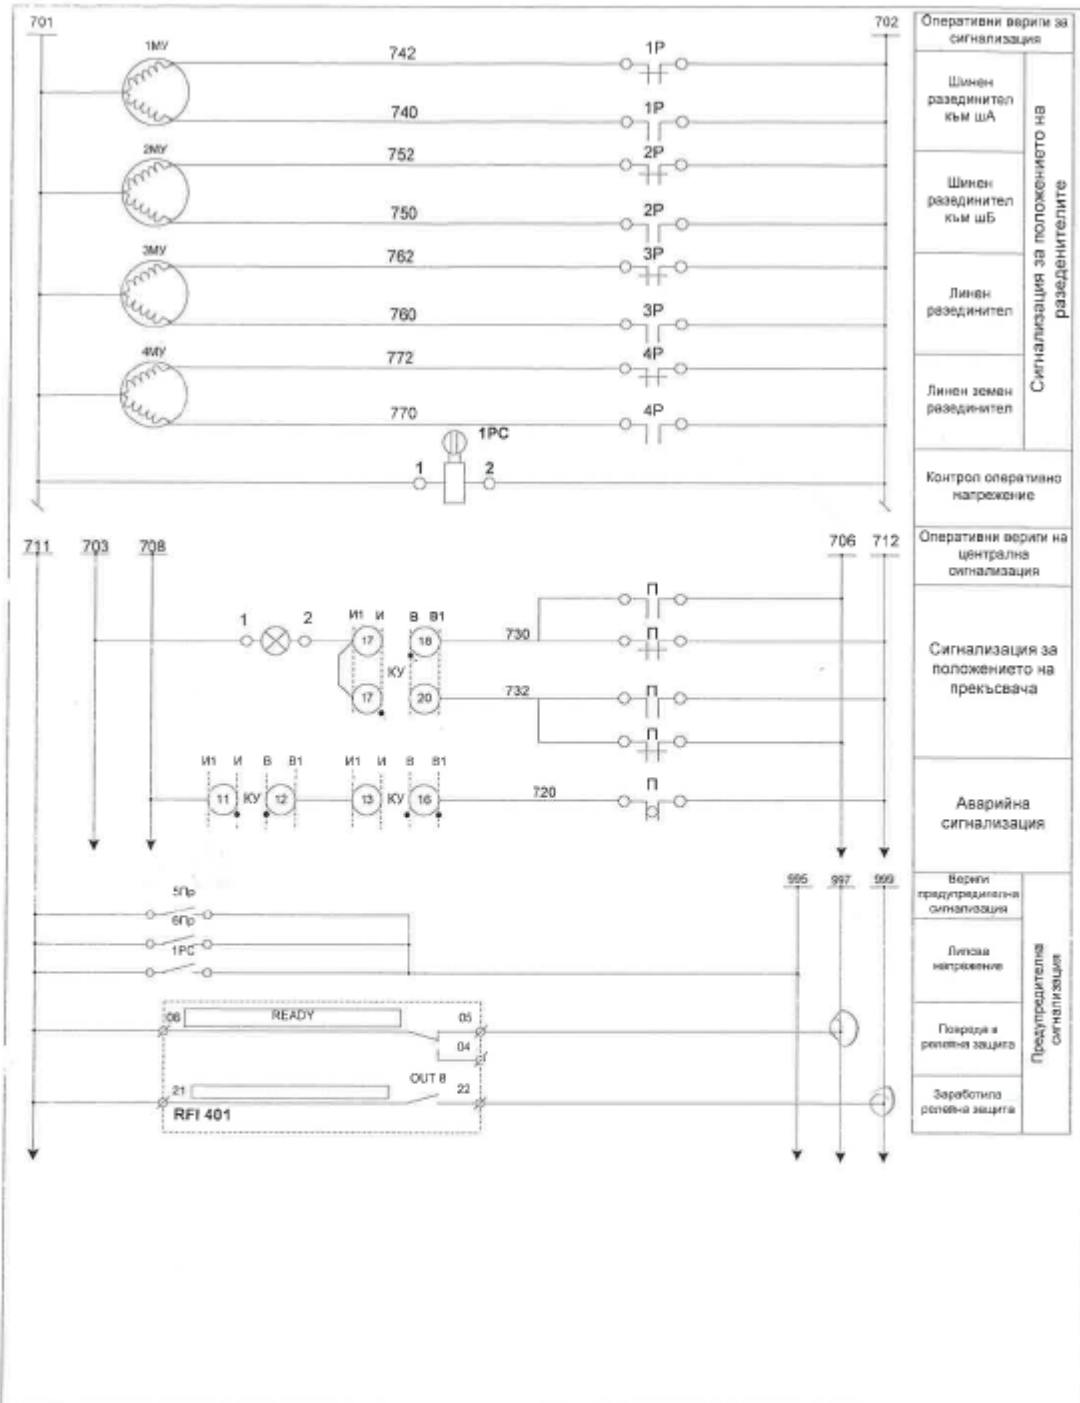 701
702
Оперативни вериги за
сигнализация
1МУ
742
1Р
740
1Р
Шинен
разединител
към шА
2МУ
752
2Р
750
2Р
Шинен
разединител
към шБ
3МУ
762
3Р
760
3Р
Линен
разединител
4МУ
772
4Р
770
4Р
Линен земен
разединител
Сигнализация за положението на
разеденителите
1РС
1
2
Контрол оперативно
напрежение
711
703
708
706
712
Оперативни вериги на
централна
сигнализация
1
2
И1 И
В В1
17
18
КУ
17
20
730
732
П
П
П
П
Сигнализация за
положението на
прекъсвача
И1 И В В1
И1 И В В1
11
КУ
12
13
КУ
16
720
П
Аварийна
сигнализация
995
997
999
Вериги
предупредителна
сигнализация
5Пр
6Пр
1РС
Липсва
напрежение
06
READY
05
04
Повреда в
релейна защита
21
OUT 8
22
RFI 401
Заработила
релейна защита
Предупредителна
сигнализация